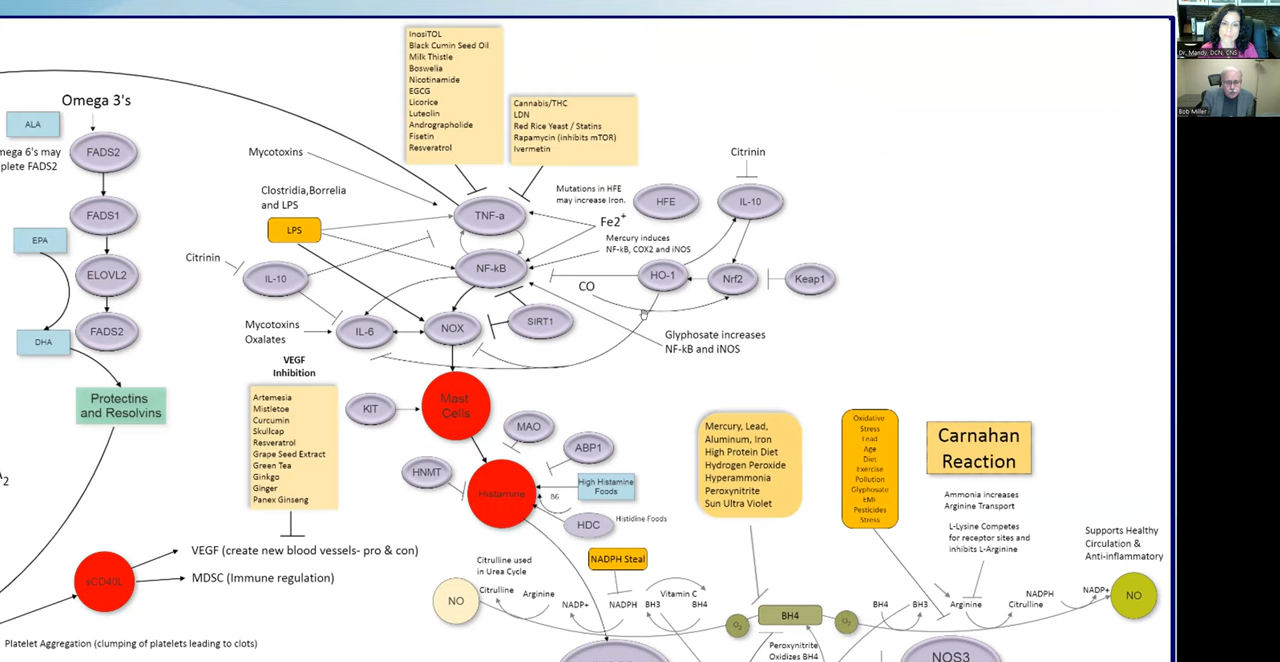 Omega 3's
ALA
mega 6's may
plete FADS2
FADS2
FADS1
EPA
ELOVL2
FADS2
DHA
Protectins
and Resolvins
InosiTOL
Black Cumin Seed Oil
Milk Thistle
Boswelia
Nicotinamide
EGCG
Licorice
Luteolin
Andrographolide
Fisetin
Resveratrol
Cannabis/THC
LDN
Red Rice Yeast / Statins
Rapamycin (inhibits mTOR)
Ivermetin
Mycotoxins
Clostridia,Borrelia
and LPS
LPS
Citrinin
IL-10
Mycotoxins
Oxalates
IL-6
TNF-a
NF-kB
NOX
SIRT1
Mutations in HFE
may increase Iron.
HFE
Fe2+
Mercury induces
NF-kB, COX2 and iNOS
Citrinin
IL-10
HO-1
Nrf2
Keap1
CO
Glyphosate increases
NF-kB and iNOS
VEGF
Inhibition
Artemesia
Mistletoe
Curcumin
Skullcap
Resveratrol
Grape Seed Extract
Green Tea
Ginkgo
Ginger
Panex Ginseng
KIT
Mast
Cells
MAO
ABP1
HNMT
Histamine
High Histamine
Foods
B6
HDC
Histidine Foods
Mercury, Lead,
Aluminum, Iron
High Protein Diet
Hydrogen Peroxide
Hyperammonia
Peroxynitrite
Sun Ultra Violet
Oxidative
Stress
Lead
Age
Diet
Exercise
Pollution
Glyphosate
EMF
Pesticides
Stress
Carnahan
Reaction
Ammonia increases
Arginine Transport
L-Lysine Competes
for receptor sites and
inhibits L-Arginine
Supports Healthy
Circulation &
Anti-inflammatory
sCD40L
VEGF (create new blood vessels- pro & con)
MDSC (Immune regulation)
Platelet Aggregation (clumping of platelets leading to clots)
NADPH Steal
Citrulline used
in Urea Cycle
NO
Citrulline
Arginine
NADP+
NADPH
BH3
Vitamin C
BH4
O2
BH4
O2
BH4
BH3
Arginine
Citrulline
NADPH
NADP+
NO
Peroxynitrite
Oxidizes BH4
NOS3
Dr. Mandy, DCN, CNS
Bob Miller